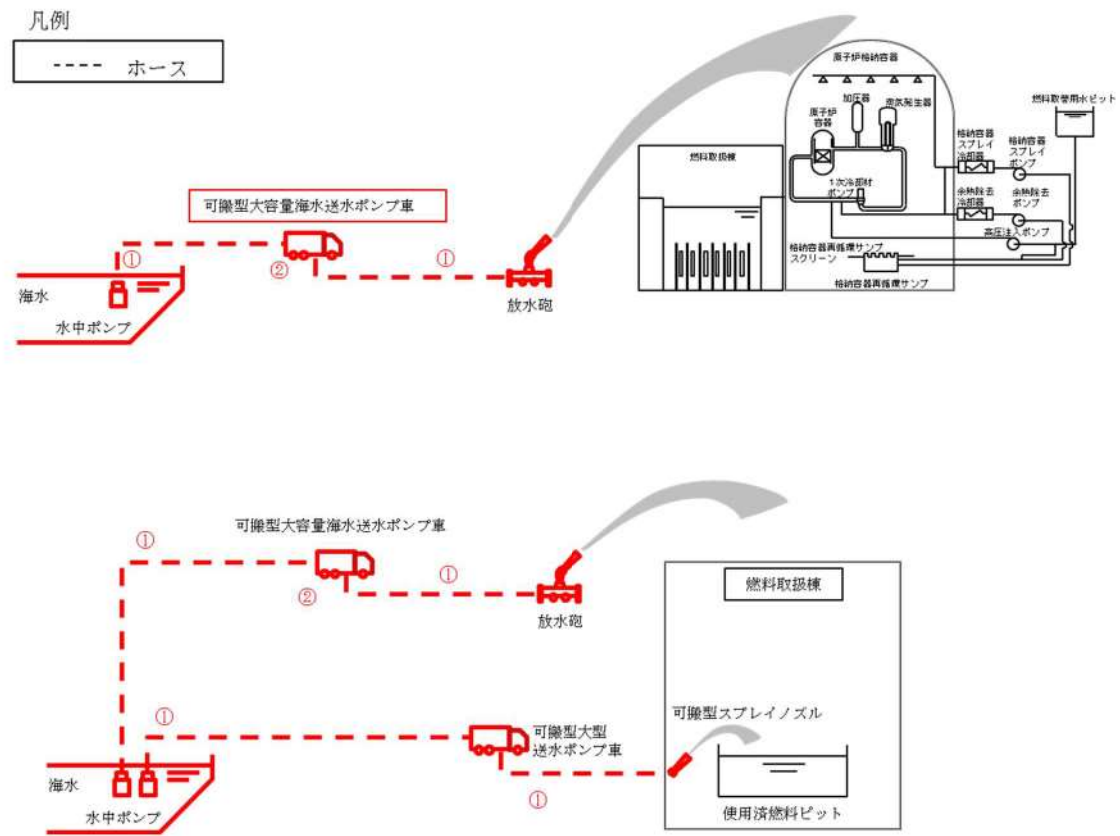 凡例
---- ホース
可搬型大容量海水送水ポンプ車
①
②
①
海水
水中ポンプ
放水砲
燃料取扱棟
原子炉格納容器
加圧器
蒸気発生器
原子炉
容器
1次冷却材
ポンプ
格納容器再循環サンプ
スクリーン
格納容器再循環サンプ
燃料取替用水ピット
格納容器
スプレイ
冷却器
格納容器
スプレイ
ポンプ
余熱除去
冷却器
余熱除去
ポンプ
高圧注入ポンプ
可搬型大容量海水送水ポンプ車
①
②
①
放水砲
①
可搬型大型
送水ポンプ車
①
海水
水中ポンプ
燃料取扱棟
可搬型スプレイノズル
使用済燃料ピット